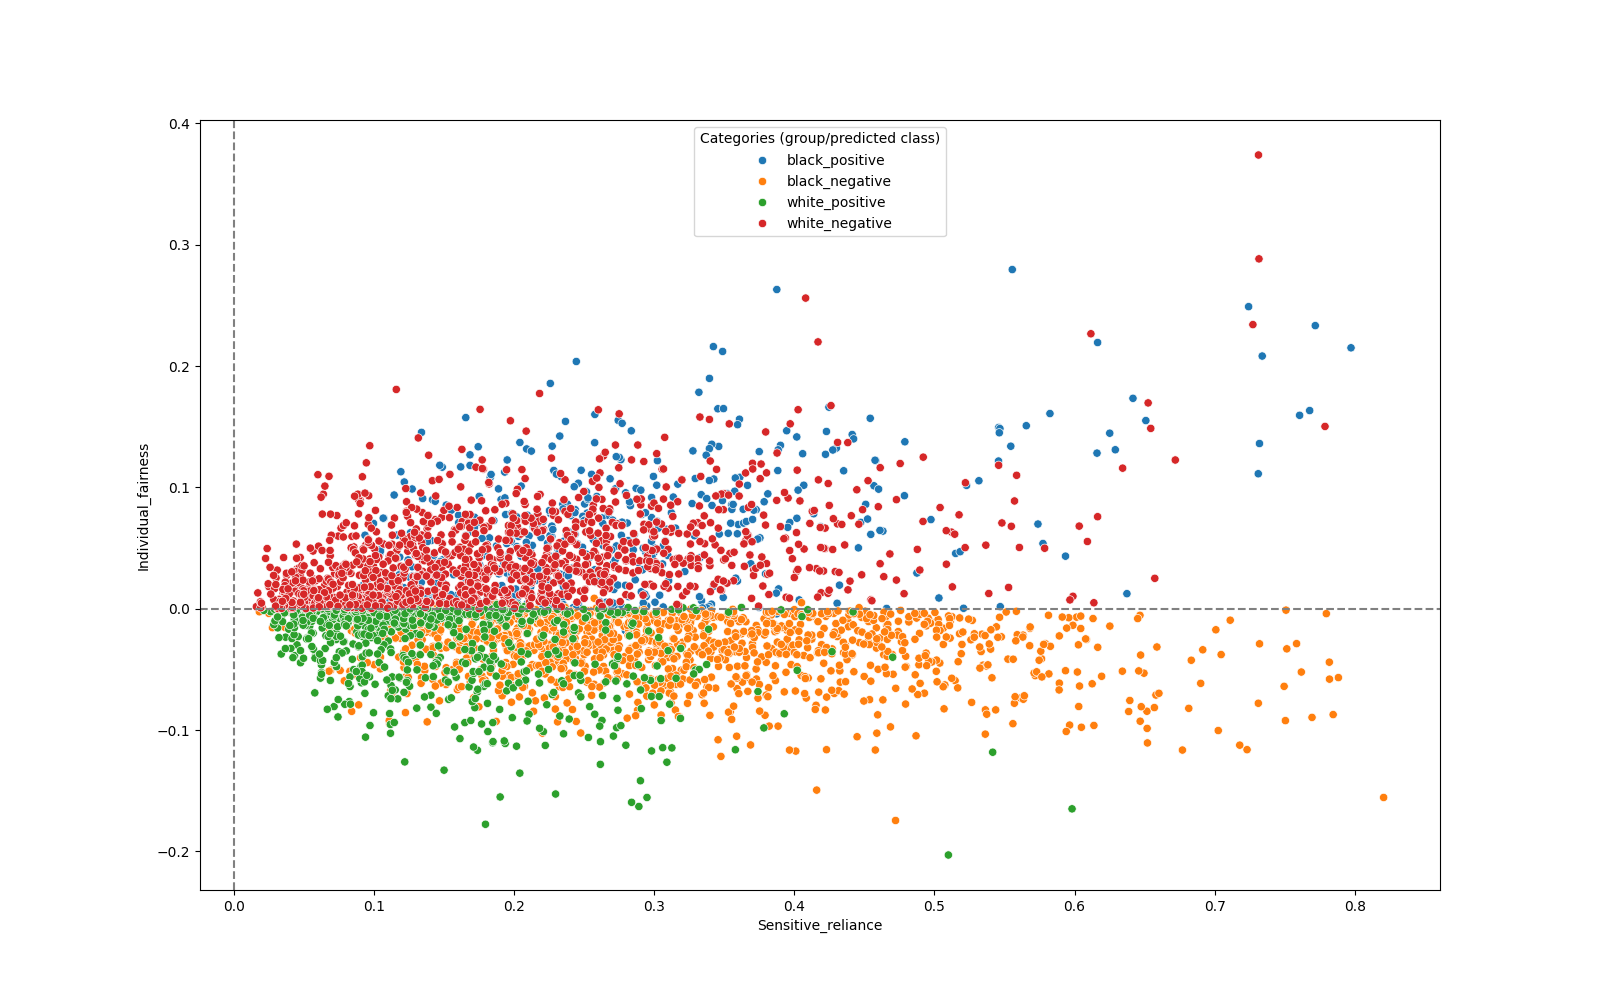 Categories (group/predicted class)
black_positive
black_negative
white_positive
white_negative
0.4
0.3
0.2
0.1
0.0
−0.1
−0.2
Individual_fairness
0.0 0.1 0.2 0.3 0.4 0.5 0.6 0.7 0.8
Sensitive_reliance